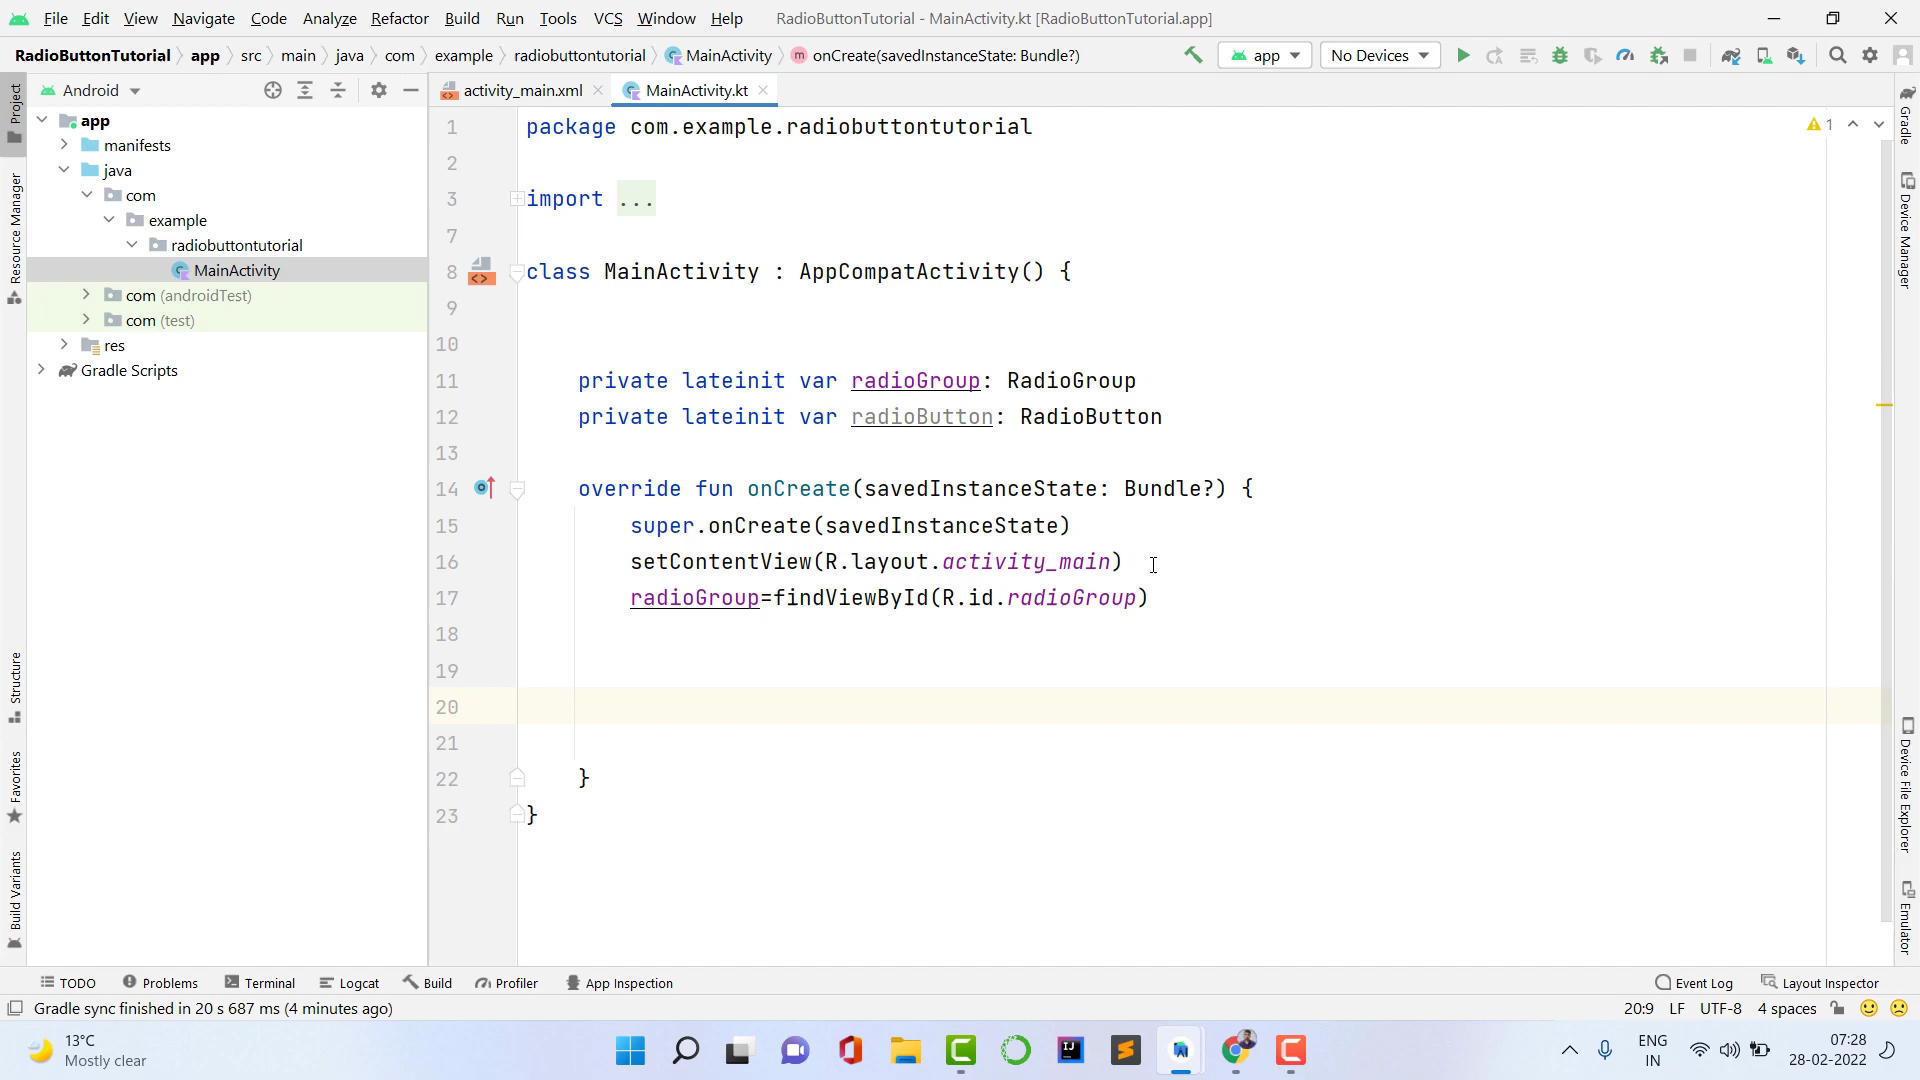 File Edit View Navigate Code Analyze Refactor Build Run Tools VCS Window Help RadioButtonTutorial - MainActivity.kt [RadioButtonTutorial.app]
RadioButtonTutorial app src main java com example radiobuttontutorial MainActivity onCreate(savedInstanceState: Bundle?) app No Devices
Android
activity_main.xml MainActivity.kt
app
manifests
java
com
example
radiobuttontutorial
MainActivity
com (androidTest)
com (test)
res
Gradle Scripts
Project
Resource Manager
Structure
Favorites
Build Variants
1 package com.example.radiobuttontutorial
2
3 import ...
7
8 class MainActivity : AppCompatActivity() {
9
10
11 private lateinit var radioGroup: RadioGroup
12 private lateinit var radioButton: RadioButton
13
14 override fun onCreate(savedInstanceState: Bundle?) {
15 super.onCreate(savedInstanceState)
16 setContentView(R.layout.activity_main)
17 radioGroup=findViewById(R.id.radioGroup)
18
19
20
21
22 }
23 }
1
Gradle
Device Manager
Device File Explorer
Emulator
TODO Problems Terminal Logcat Build Profiler App Inspection Event Log Layout Inspector
Gradle sync finished in 20 s 687 ms (4 minutes ago) 20:9 LF UTF-8 4 spaces
13°C
Mostly clear
ENG
IN
07:28
28-02-2022